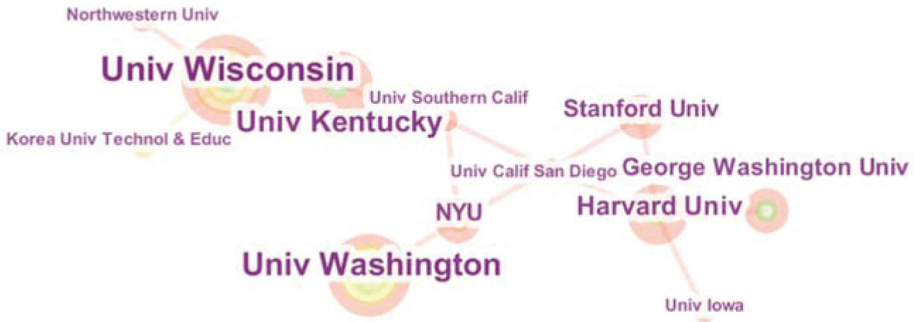 Northwestern Univ
Univ Wisconsin
Univ Southern Calif
Univ Kentucky
Stanford Univ
Korea Univ Technol & Educ
Univ Calif San Diego
George Washington Univ
NYU
Harvard Univ
Univ Washington
Univ Iowa